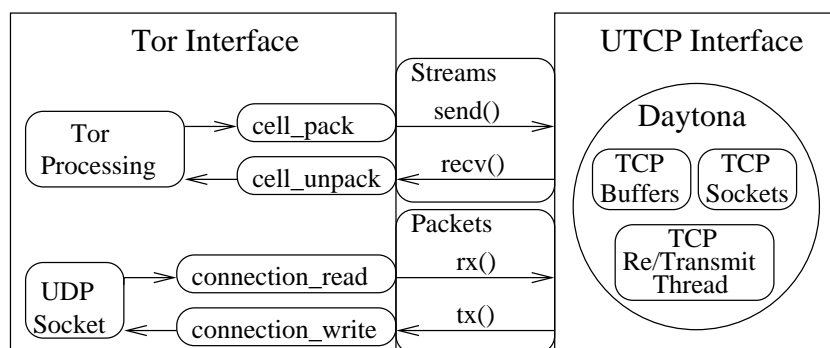 Tor Interface
Tor
Processing
cell_pack
cell_unpack
UDP
Socket
connection_read
connection_write
Streams
send()
recv()
Packets
rx()
tx()
UTCP Interface
Daytona
TCP
Buffers
TCP
Sockets
TCP
Re/Transmit
Thread